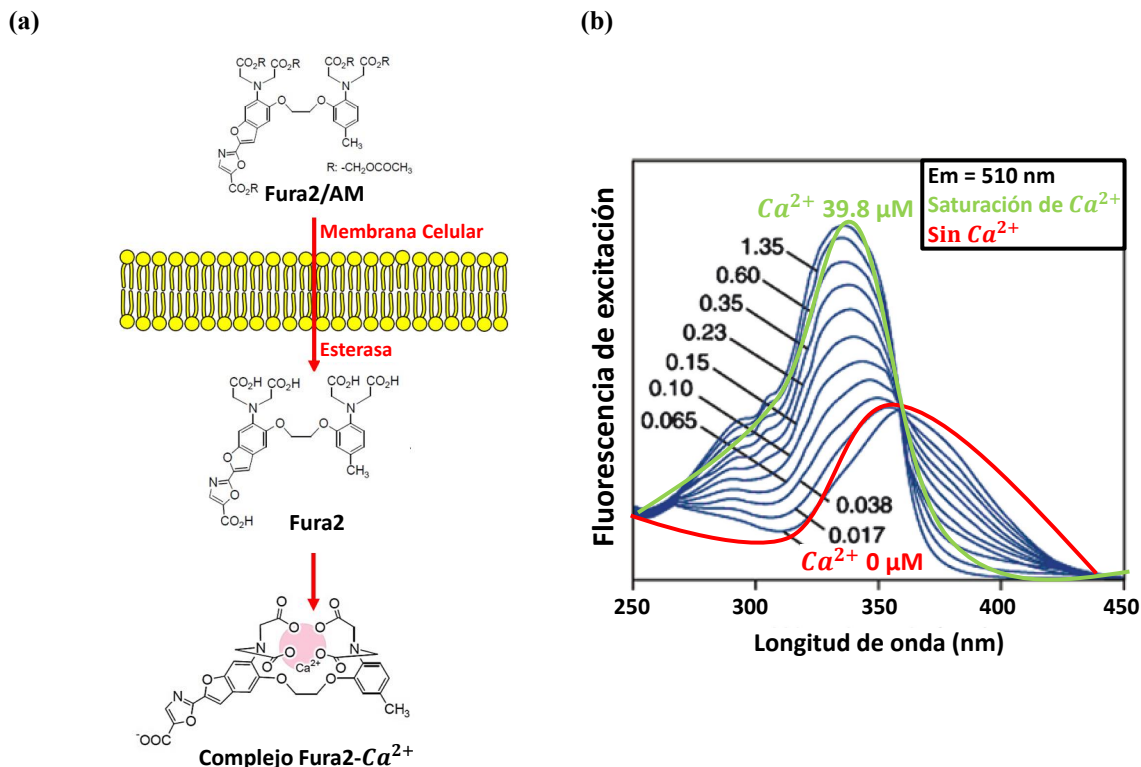 (a)
CO₂R
CO₂R
CO₂R
CO₂R
N
N
O
O
O
N
O
CH₃
CO₂R
R: -CH₂OCOCH₃
Fura2/AM
Membrana Celular
Esterasa
CO₂H
CO₂H
CO₂H
CO₂H
N
N
O
O
O
N
O
CH₃
CO₂H
Fura2
O
O
O
O
N
N
O
O
O
O
Ca²⁺
O
O
O
N
O
CH₃
⁻OOC
Complejo Fura2-Ca²⁺
(b)
Em = 510 nm
Saturación de Ca²⁺
Sin Ca²⁺
Ca²⁺ 39.8 μM
1.35
0.60
0.35
0.23
0.15
0.10
0.065
0.038
0.017
Ca²⁺ 0 μM
Fluorescencia de excitación
250
300
350
400
450
Longitud de onda (nm)